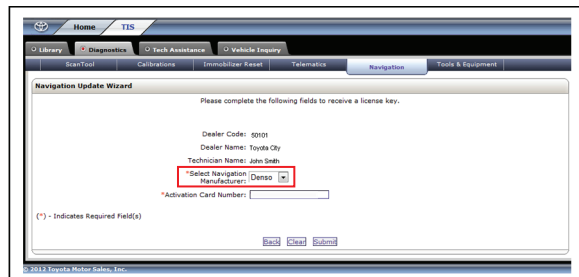 Home TIS
Library Diagnostics Tech Assistance Vehicle Inquiry
ScanTool Calibrations Immobilizer Reset Telematics Navigation Tools & Equipment
Navigation Update Wizard
Please complete the following fields to receive a license key.
Dealer Code: 50101
Dealer Name: Toyota City
Technician Name: John Smith
*Select Navigation
Manufacturer: Denso
*Activation Card Number:
(*) - Indicates Required Field(s)
Back Clear Submit
© 2012 Toyota Motor Sales, Inc.